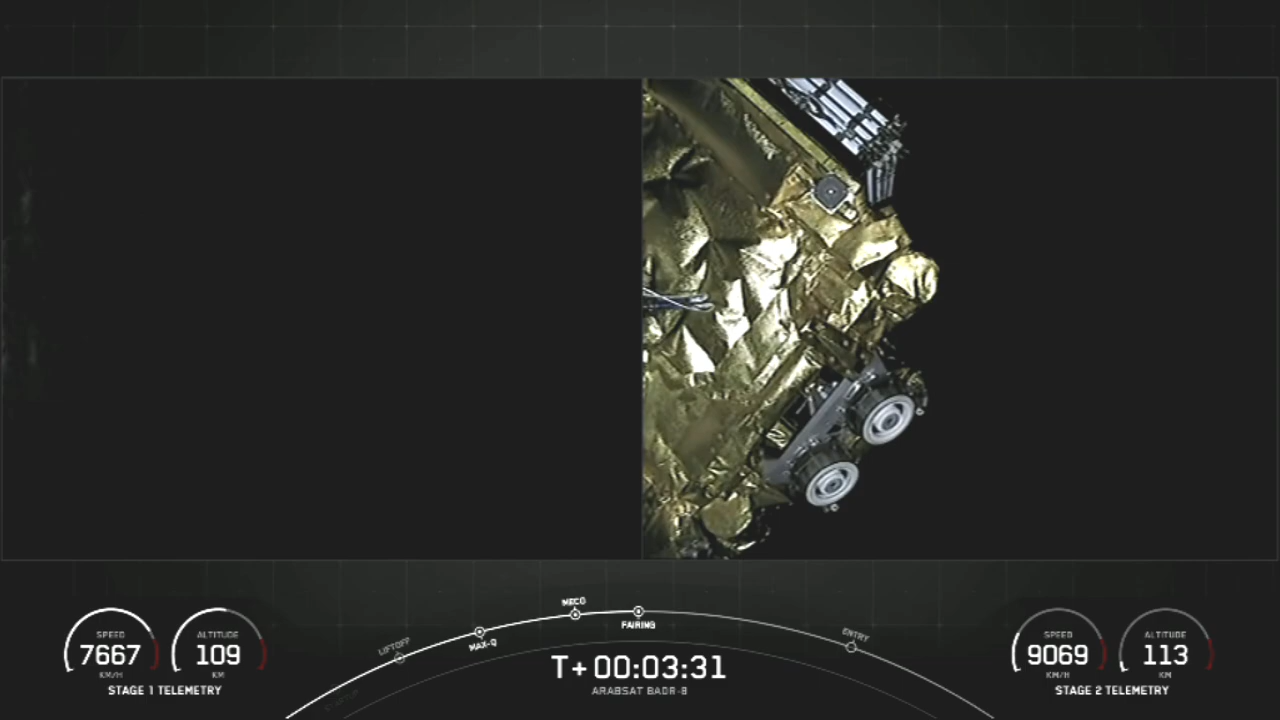 LIFTOFF
MAX-Q
MECO
FAIRING
ENTRY
SPEED
7667
KM/H
ALTITUDE
109
KM
STAGE 1 TELEMETRY
T+ 00:03:31
ARABSAT BADR-8
SPEED
9069
KM/H
ALTITUDE
113
KM
STAGE 2 TELEMETRY